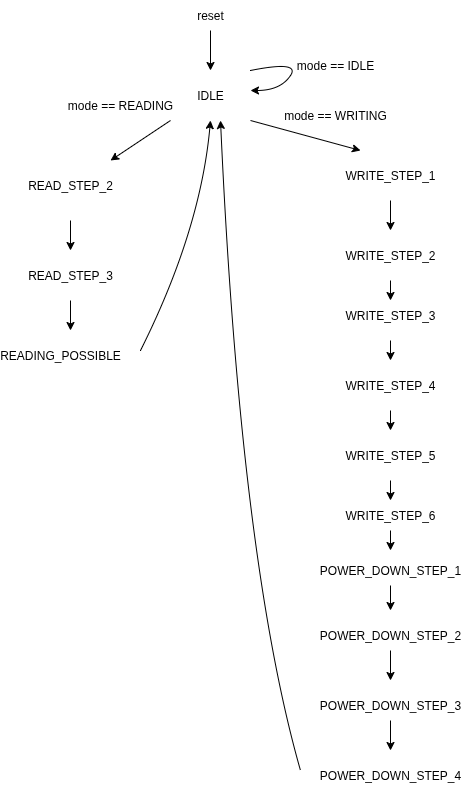 reset
mode == IDLE
IDLE
mode == READING
mode == WRITING
READ_STEP_2
READ_STEP_3
READING_POSSIBLE
WRITE_STEP_1
WRITE_STEP_2
WRITE_STEP_3
WRITE_STEP_4
WRITE_STEP_5
WRITE_STEP_6
POWER_DOWN_STEP_1
POWER_DOWN_STEP_2
POWER_DOWN_STEP_3
POWER_DOWN_STEP_4